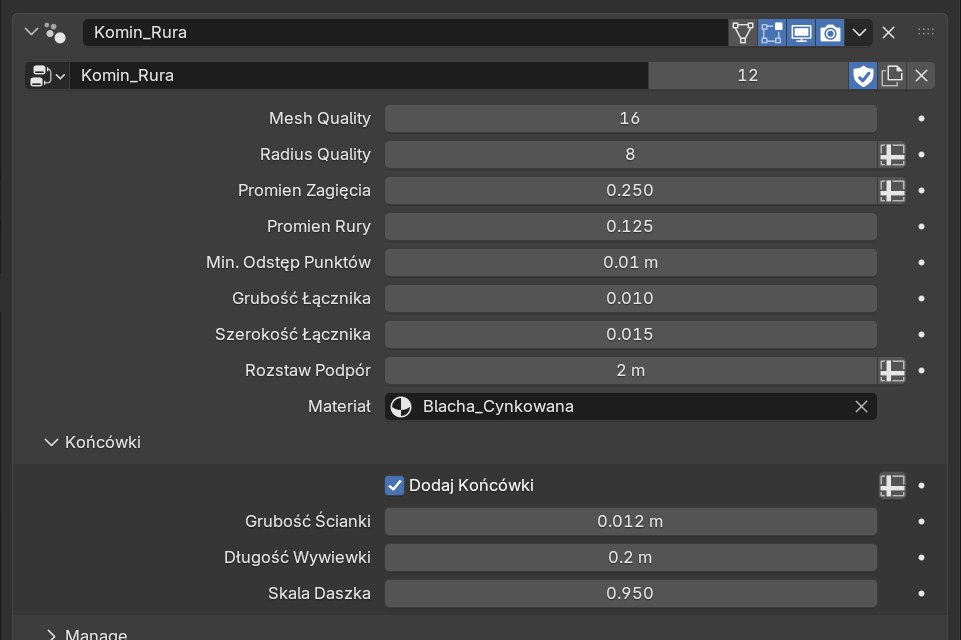 Komin_Rura
Komin_Rura 12
Mesh Quality 16
Radius Quality 8
Promien Zagięcia 0.250
Promien Rury 0.125
Min. Odstęp Punktów 0.01 m
Grubość Łącznika 0.010
Szerokość Łącznika 0.015
Rozstaw Podpór 2 m
Materiał Blacha_Cynkowana
Końcówki
Dodaj Końcówki
Grubość Ścianki 0.012 m
Długość Wywiewki 0.2 m
Skala Daszka 0.950
Manage